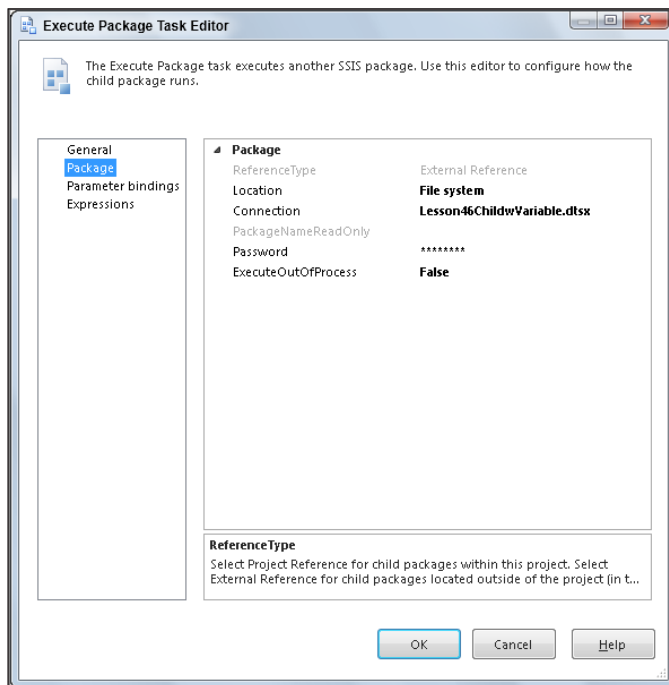 Execute Package Task Editor
The Execute Package task executes another SSIS package. Use this editor to configure how the
child package runs.
General
Package
Parameter bindings
Expressions
Package
ReferenceType External Reference
Location File system
Connection Lesson46ChildwVariable.dtsx
PackageNameReadOnly
Password ********
ExecuteOutOfProcess False
ReferenceType
Select Project Reference for child packages within this project. Select
External Reference for child packages located outside of the project (in t...
OK Cancel Help